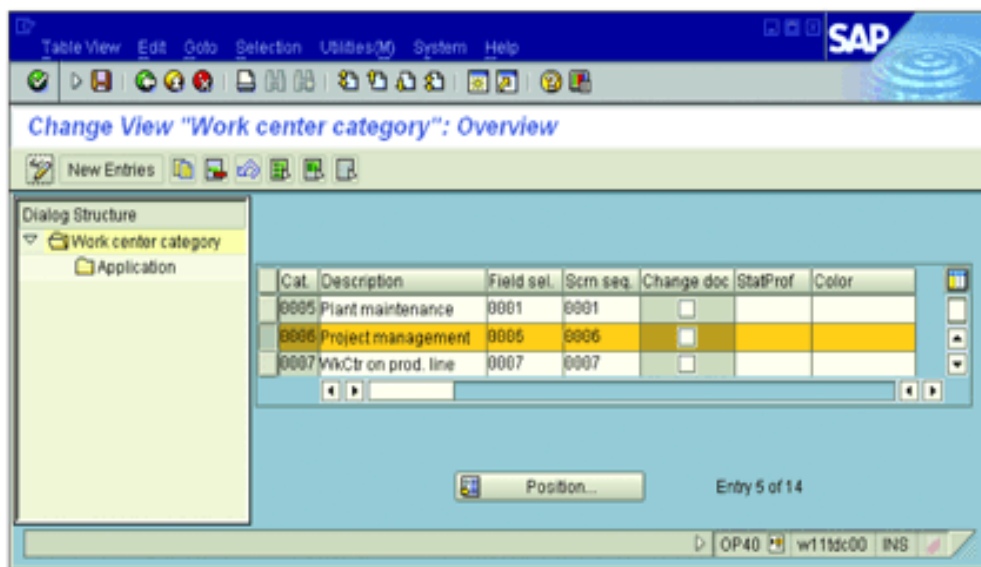 Table View Edit Goto Selection Utilities(M) System Help
SAP
Change View "Work center category": Overview
New Entries
Dialog Structure
Work center category
Application
Cat. Description Field sel. Scrn seq. Change doc StatProf Color
0005 Plant maintenance 0001 0001
0006 Project management 0006 0006
0007 WkCtr on prod. line 0007 0007
Position...
Entry 5 of 14
OP40 w11tdc00 INS